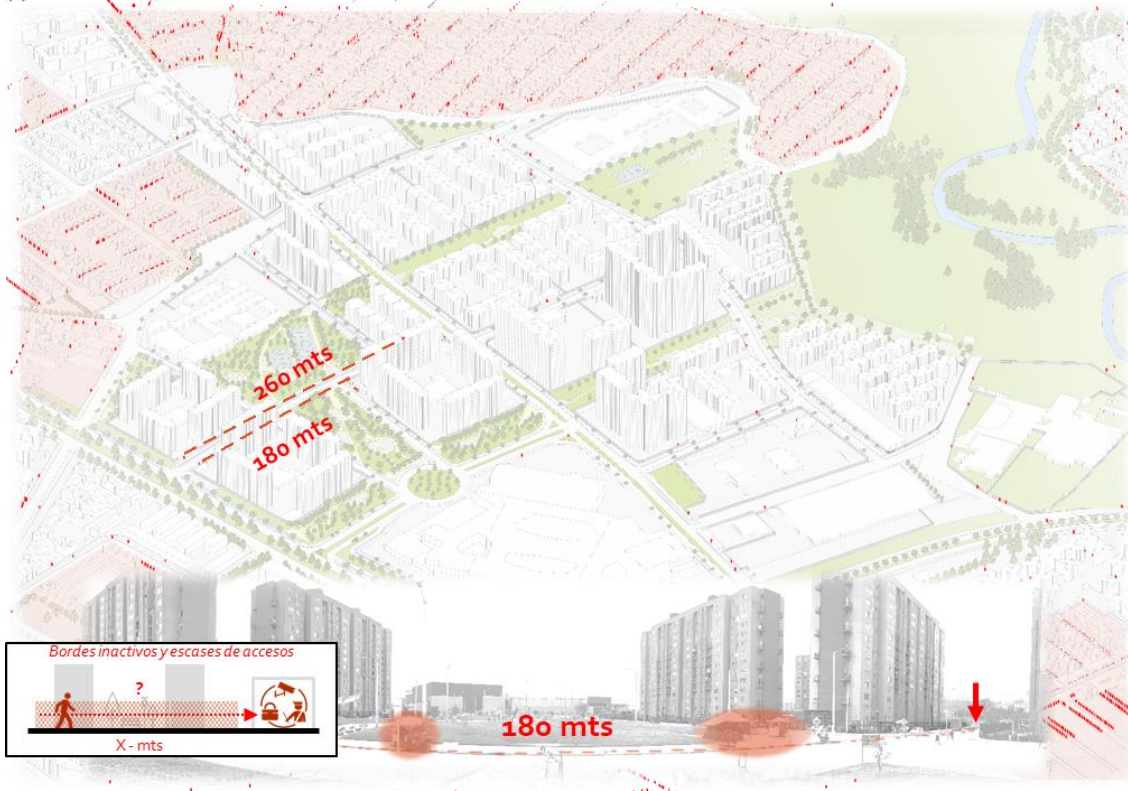 260 mts
180 mts
Bordes inactivos y escases de accesos
?
X - mts
180 mts